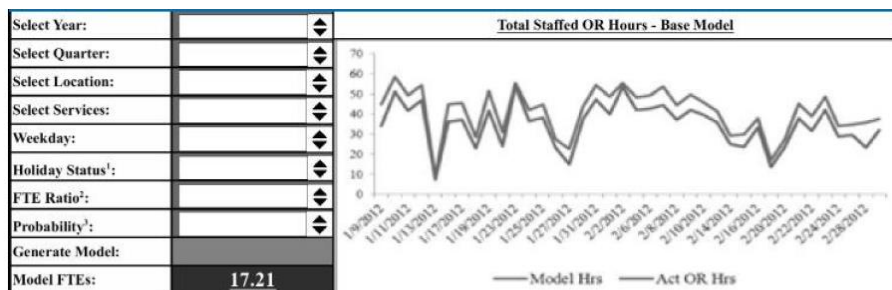 Select Year:
Select Quarter:
Select Location:
Select Services:
Weekday:
Holiday Status¹:
FTE Ratio²:
Probability³:
Generate Model:
Model FTEs: 17.21
Total Staffed OR Hours - Base Model
70
60
50
40
30
20
10
0
1/9/2012 1/11/2012 1/13/2012 1/17/2012 1/19/2012 1/23/2012 1/25/2012 1/27/2012 1/31/2012 2/2/2012 2/6/2012 2/8/2012 2/10/2012 2/14/2012 2/16/2012 2/20/2012 2/22/2012 2/24/2012 2/28/2012
Model Hrs Act OR Hrs